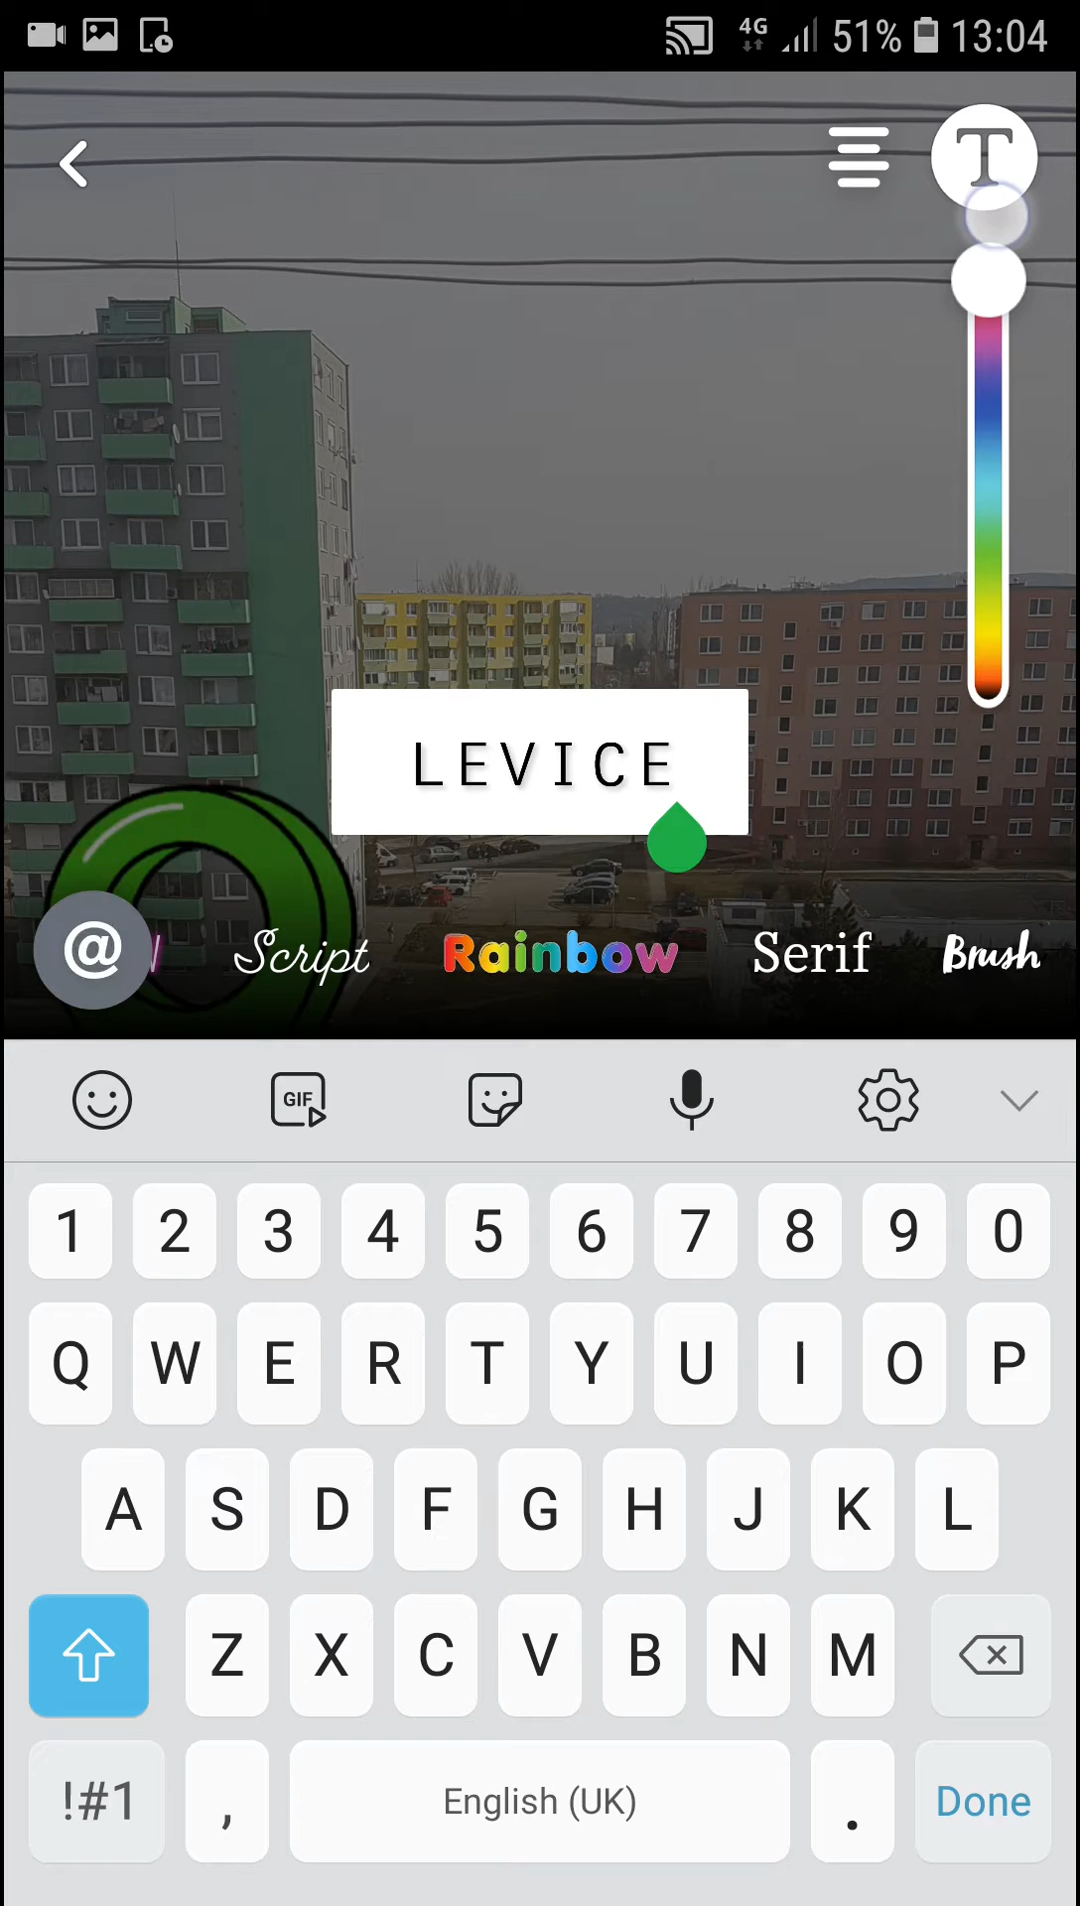 4G 51% 13:04
T
LEVICE
@ Script Rainbow Serif Brush
GIF
1 2 3 4 5 6 7 8 9 0
Q W E R T Y U I O P
A S D F G H J K L
Z X C V B N M
!#1 , English (UK) . Done